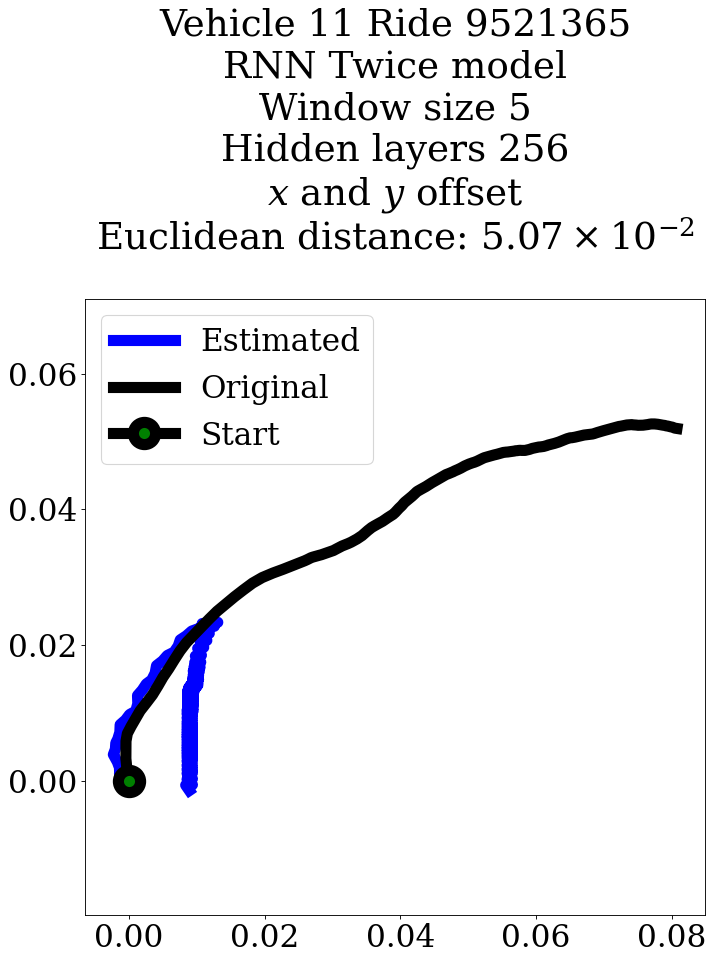 Vehicle 11 Ride 9521365
RNN Twice model
Window size 5
Hidden layers 256
x and y offset
Euclidean distance: 5.07 × 10⁻²
Estimated
Original
Start
0.06
0.04
0.02
0.00
0.00 0.02 0.04 0.06 0.08